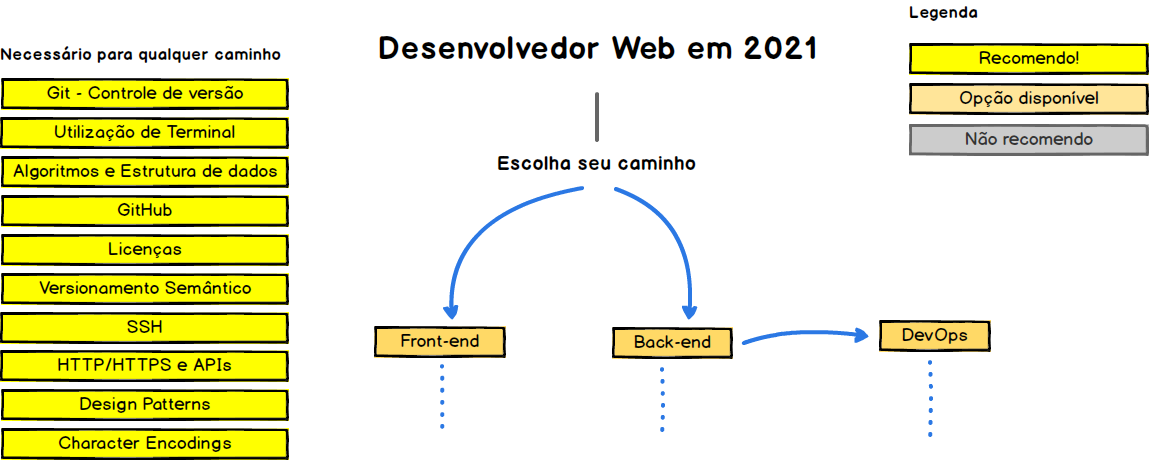 Necessário para qualquer caminho
Git - Controle de versão
Utilização de Terminal
Algoritmos e Estrutura de dados
GitHub
Licenças
Versionamento Semântico
SSH
HTTP/HTTPS e APIs
Design Patterns
Character Encodings
Desenvolvedor Web em 2021
Escolha seu caminho
Front-end
Back-end
DevOps
Legenda
Recomendo!
Opção disponível
Não recomendo